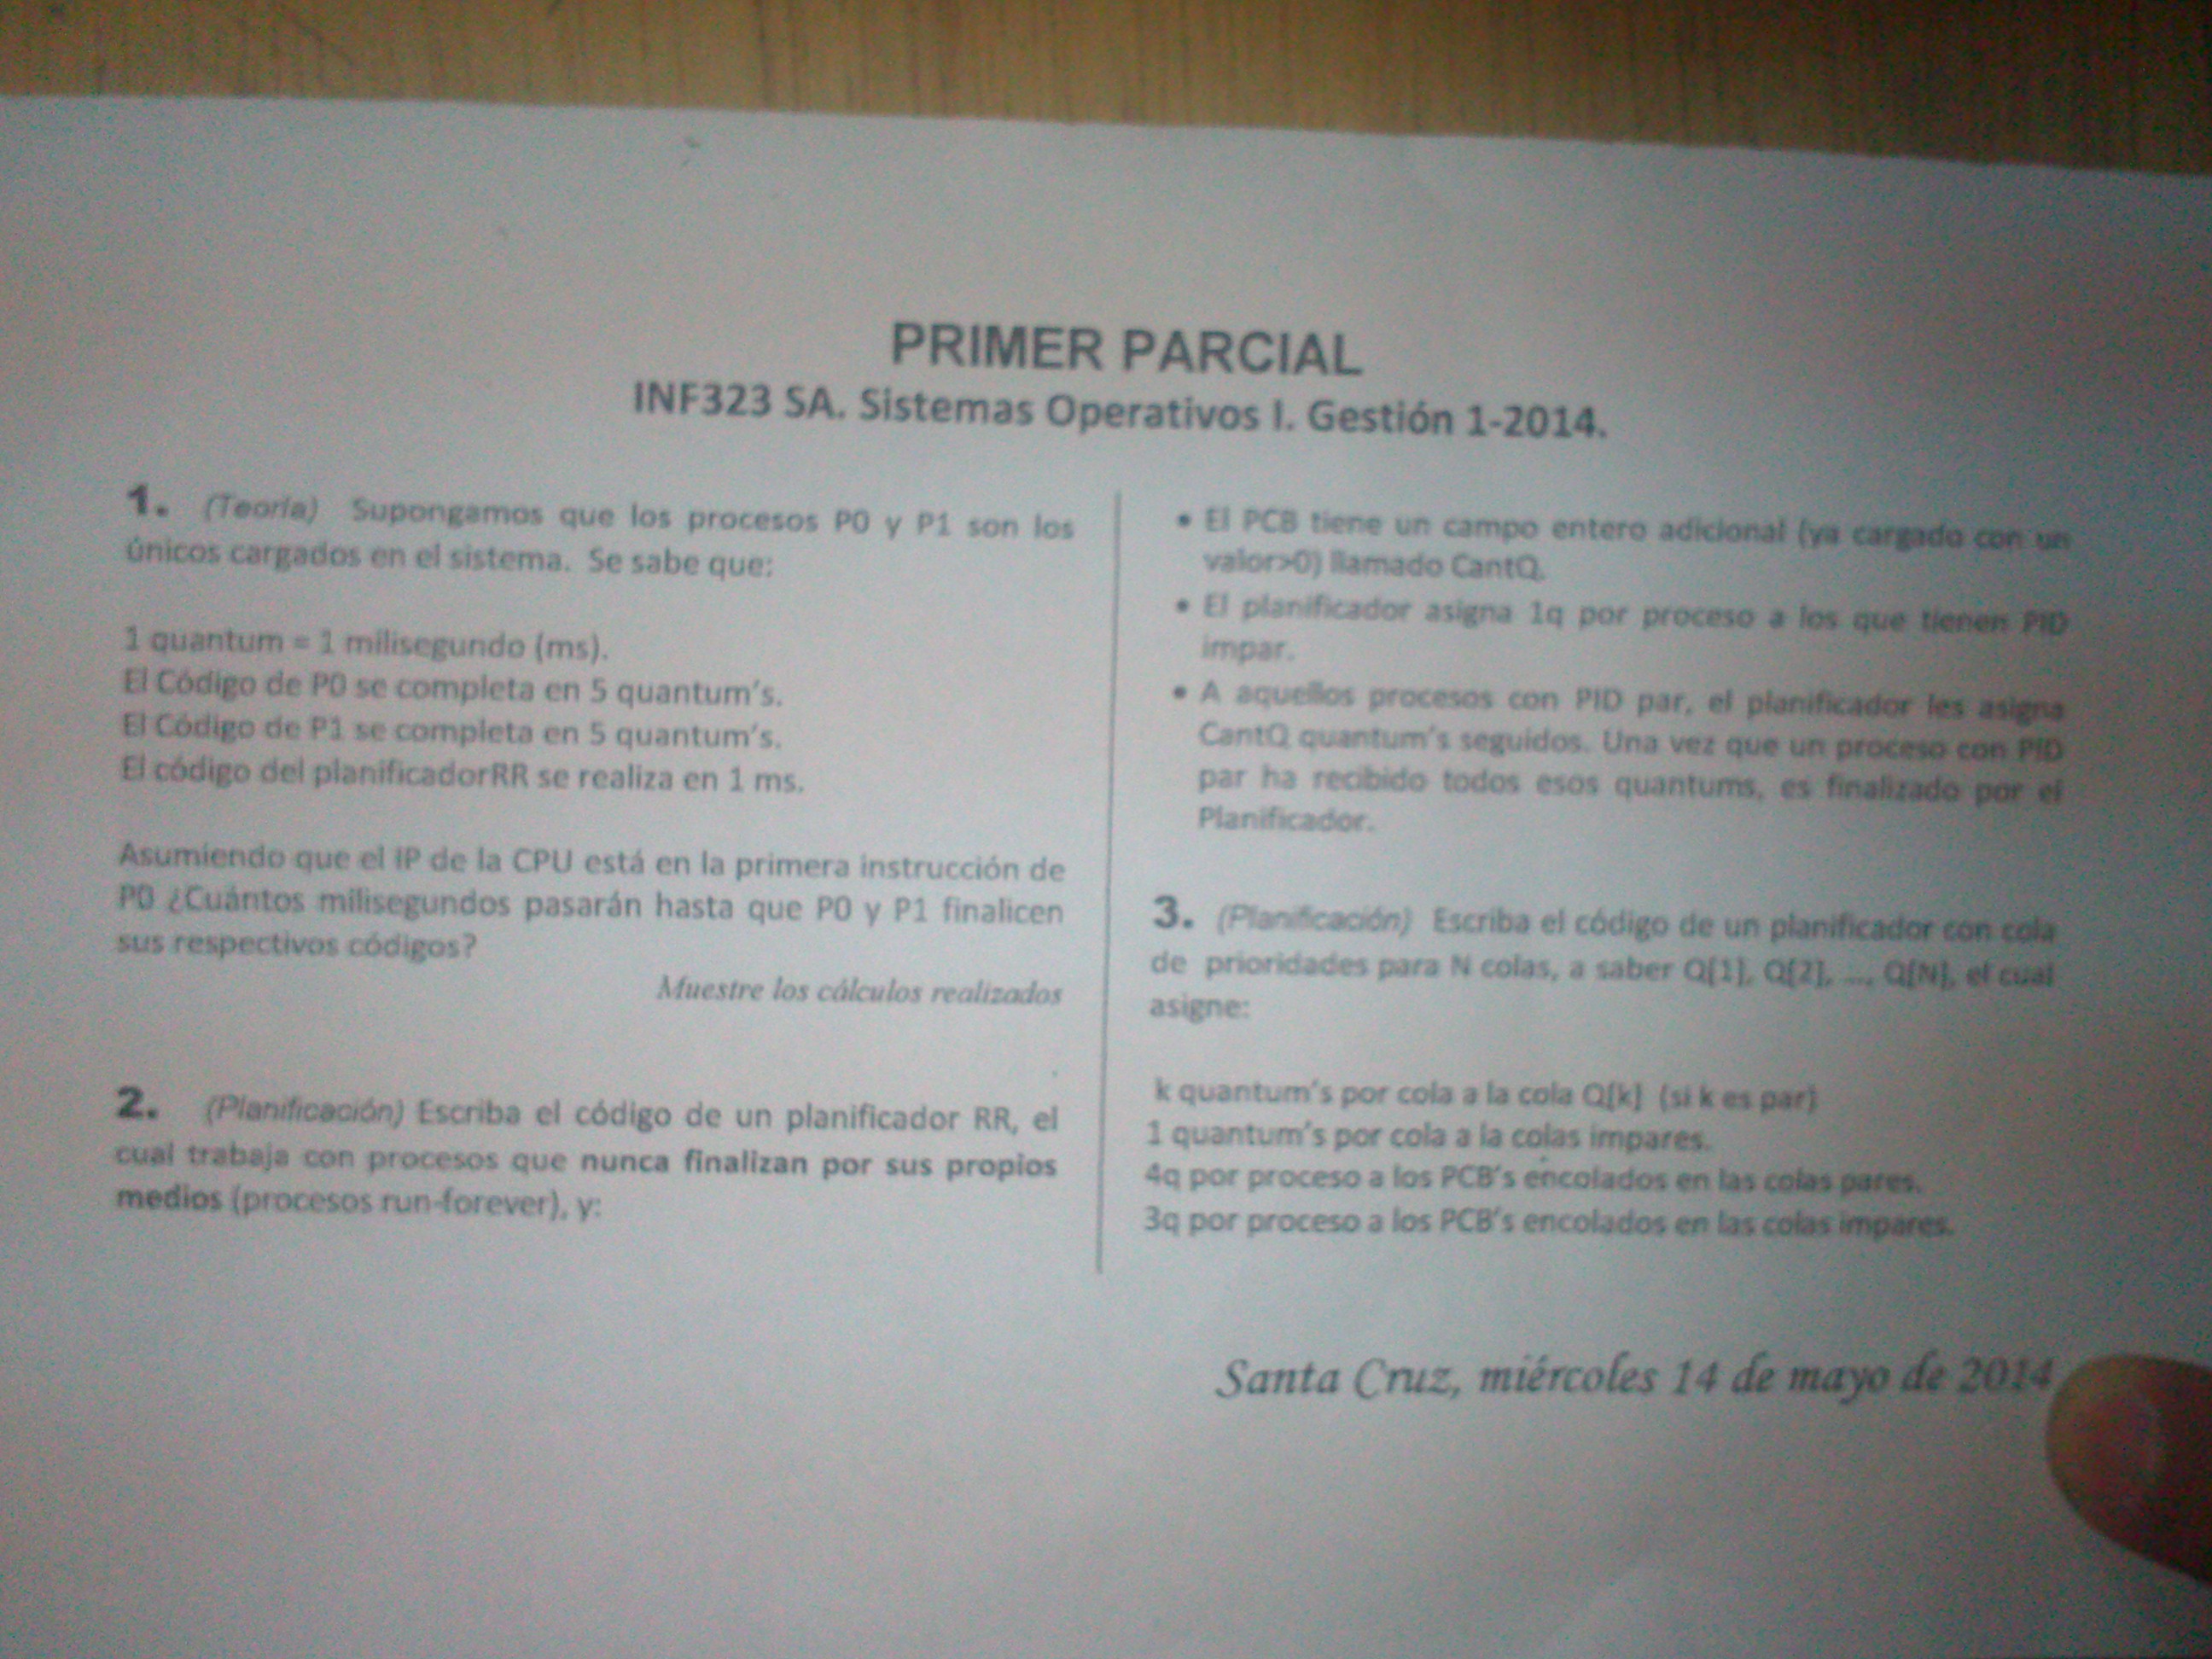 PRIMER PARCIAL
INF323 SA. Sistemas Operativos I. Gestión 1-2014.
1. (Teoría) Supongamos que los procesos P0 y P1 son los
únicos cargados en el sistema. Se sabe que:
1 quantum = 1 milisegundo (ms).
El Código de P0 se completa en 5 quantum's.
El Código de P1 se completa en 5 quantum's.
El código del planificadorRR se realiza en 1 ms.
Asumiendo que el IP de la CPU está en la primera instrucción de
P0 ¿Cuántos milisegundos pasarán hasta que P0 y P1 finalicen
sus respectivos códigos?
Muestre los cálculos realizados
2. (Planificación) Escriba el código de un planificador RR, el
cual trabaja con procesos que nunca finalizan por sus propios
medios (procesos run-forever), y:
• El PCB tiene un campo entero adicional (ya cargado con un
valor>0) llamado CantQ.
• El planificador asigna 1q por proceso a los que tienen PID
impar.
• A aquellos procesos con PID par, el planificador les asigna
CantQ quantum's seguidos. Una vez que un proceso con PID
par ha recibido todos esos quantums, es finalizado por el
Planificador.
3. (Planificación) Escriba el código de un planificador con cola
de prioridades para N colas, a saber Q[1], Q[2], ..., Q[N], el cual
asigne:
k quantum's por cola a la cola Q[k] (si k es par)
1 quantum's por cola a la colas impares.
4q por proceso a los PCB's encolados en las colas pares.
3q por proceso a los PCB's encolados en las colas impares.
Santa Cruz, miércoles 14 de mayo de 2014